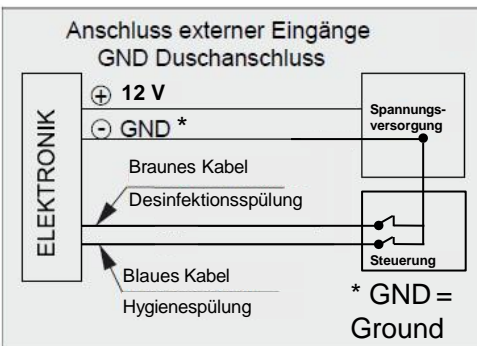 Anschluss externer Eingänge
GND Duschanschluss
ELEKTRONIK
⊕ 12 V
⊖ GND *
Spannungs-
versorgung
Braunes Kabel
Desinfektionsspülung
Blaues Kabel
Hygienespülung
Steuerung
* GND =
Ground